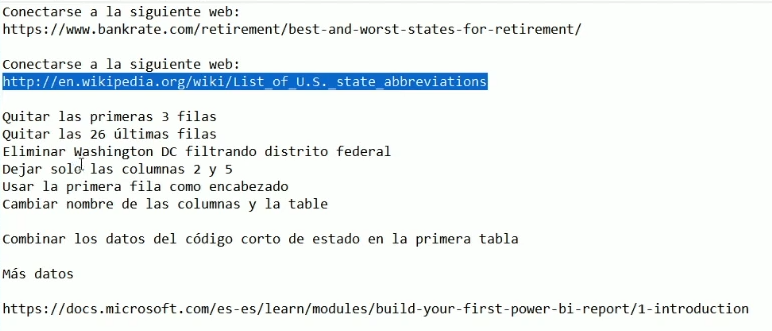 Conectarse a la siguiente web:
https://www.bankrate.com/retirement/best-and-worst-states-for-retirement/
Conectarse a la siguiente web:
http://en.wikipedia.org/wiki/List_of_U.S._state_abbreviations
Quitar las primeras 3 filas
Quitar las 26 últimas filas
Eliminar Washington DC filtrando distrito federal
Dejar solo las columnas 2 y 5
Usar la primera fila como encabezado
Cambiar nombre de las columnas y la table
Combinar los datos del código corto de estado en la primera tabla
Más datos
https://docs.microsoft.com/es-es/learn/modules/build-your-first-power-bi-report/1-introduction